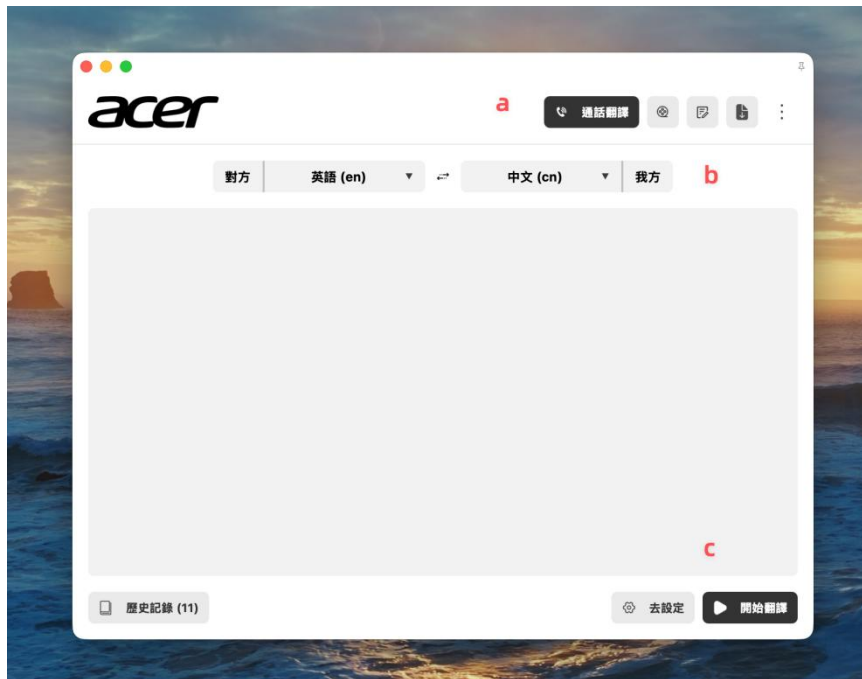 acer
a
通話翻譯
對方 英語 (en) 中文 (cn) 我方 b
c
歷史記錄 (11) 去設定 開始翻譯